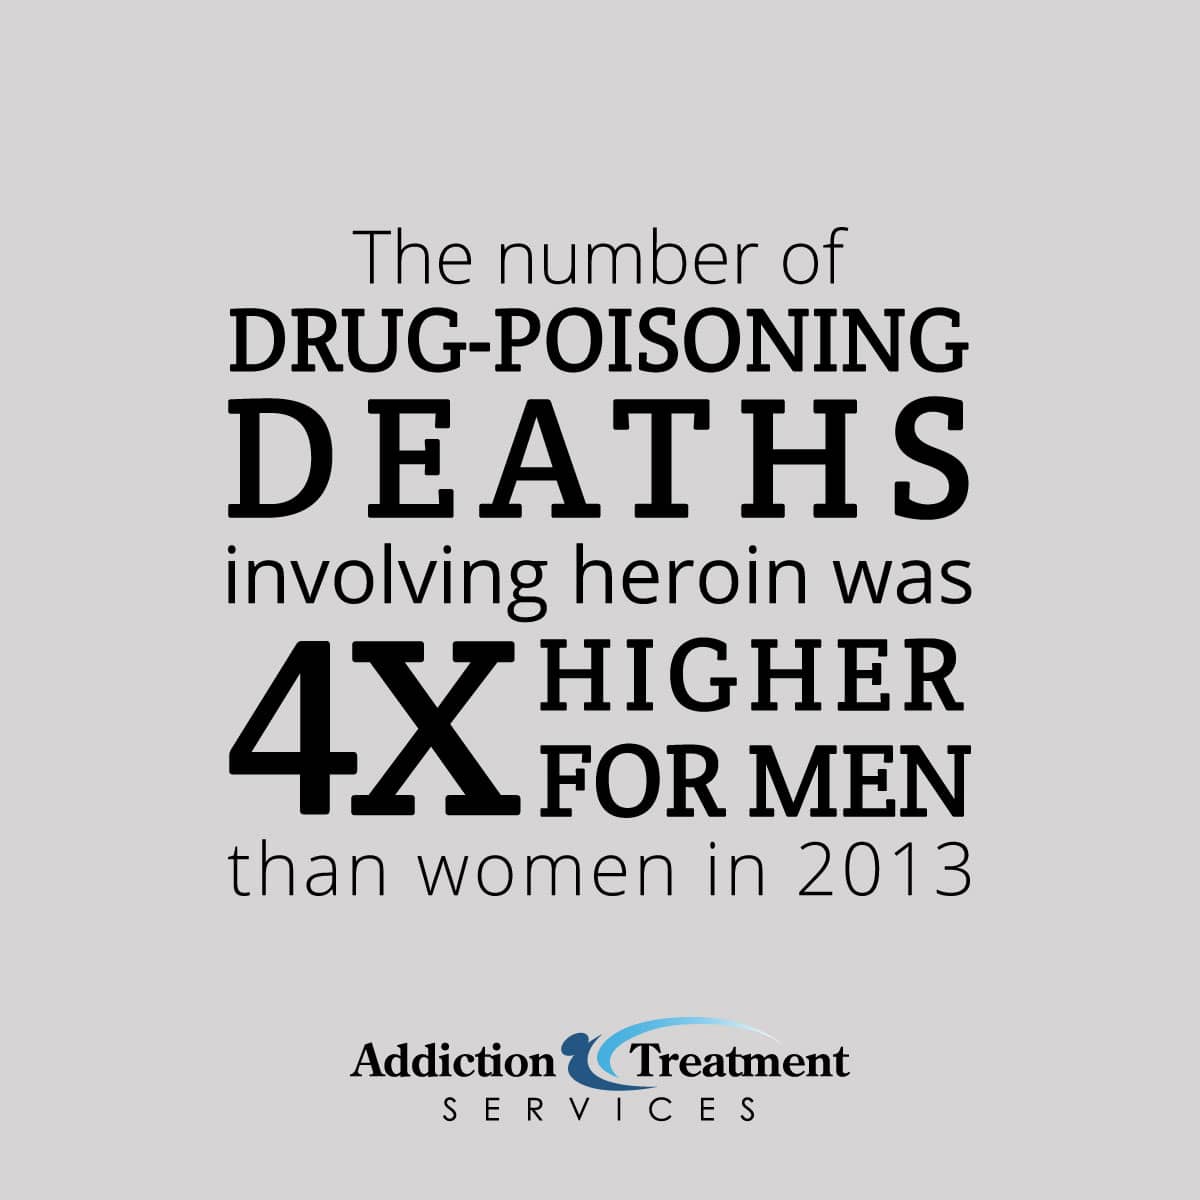 The number of
DRUG-POISONING
DEATHS
involving heroin was
4X HIGHER
FOR MEN
than women in 2013
Addiction Treatment
SERVICES